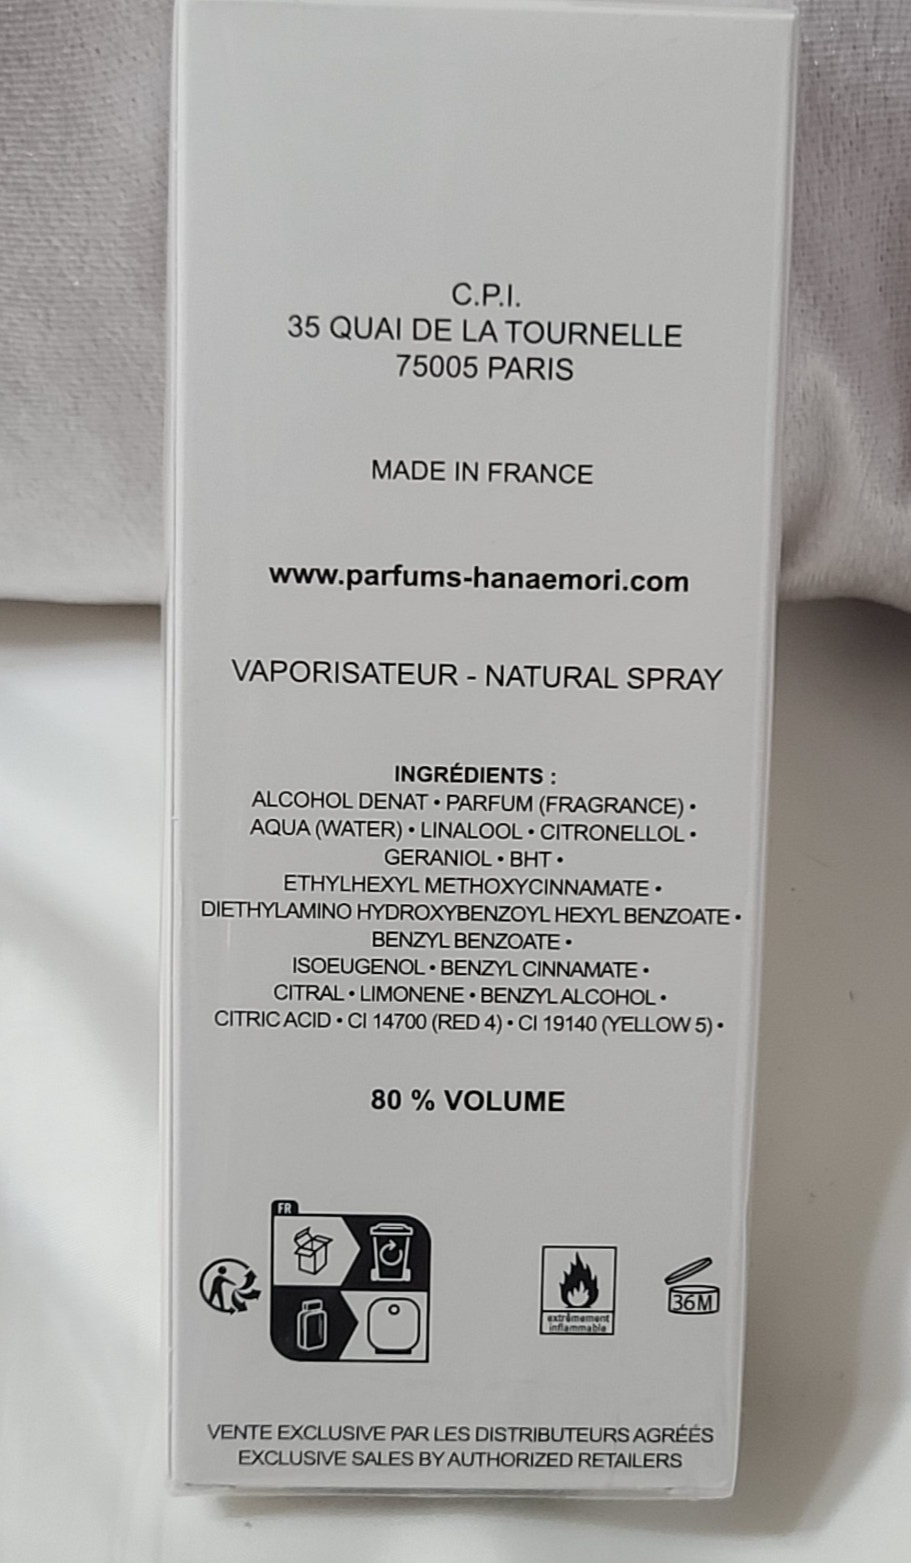 C.P.I.
35 QUAI DE LA TOURNELLE
75005 PARIS
MADE IN FRANCE
www.parfums-hanaemori.com
VAPORISATEUR - NATURAL SPRAY
INGRÉDIENTS :
ALCOHOL DENAT • PARFUM (FRAGRANCE) •
AQUA (WATER) • LINALOOL • CITRONELLOL •
GERANIOL • BHT •
ETHYLHEXYL METHOXYCINNAMATE •
DIETHYLAMINO HYDROXYBENZOYL HEXYL BENZOATE •
BENZYL BENZOATE •
ISOEUGENOL • BENZYL CINNAMATE •
CITRAL • LIMONENE • BENZYL ALCOHOL •
CITRIC ACID • CI 14700 (RED 4) • CI 19140 (YELLOW 5) •
80 % VOLUME
FR
extrêmement
inflammable
36M
VENTE EXCLUSIVE PAR LES DISTRIBUTEURS AGRÉÉS
EXCLUSIVE SALES BY AUTHORIZED RETAILERS